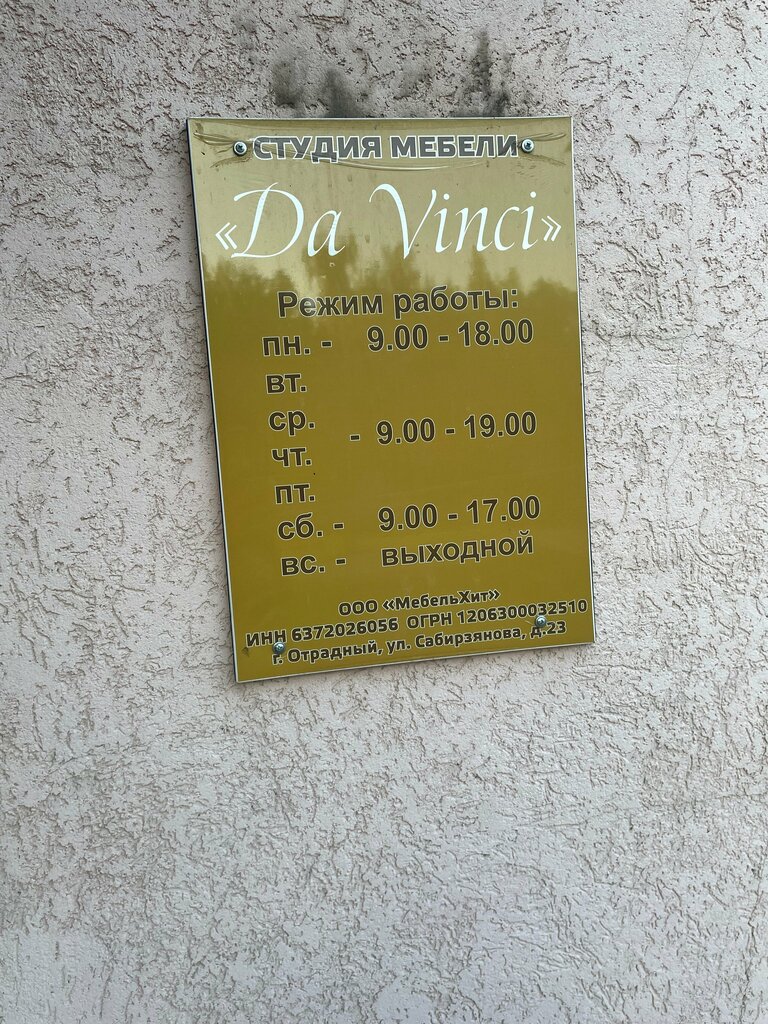 СТУДИЯ МЕБЕЛИ
«Da Vinci»
Режим работы:
пн. - 9.00 - 18.00
вт.
ср.
- 9.00 - 19.00
чт.
пт.
сб. - 9.00 - 17.00
вс. - выходной
ООО «МебельХит»
ИНН 6372026056 ОГРН 1206300032510
г. Отрадный, ул. Сабирзянова, д.23